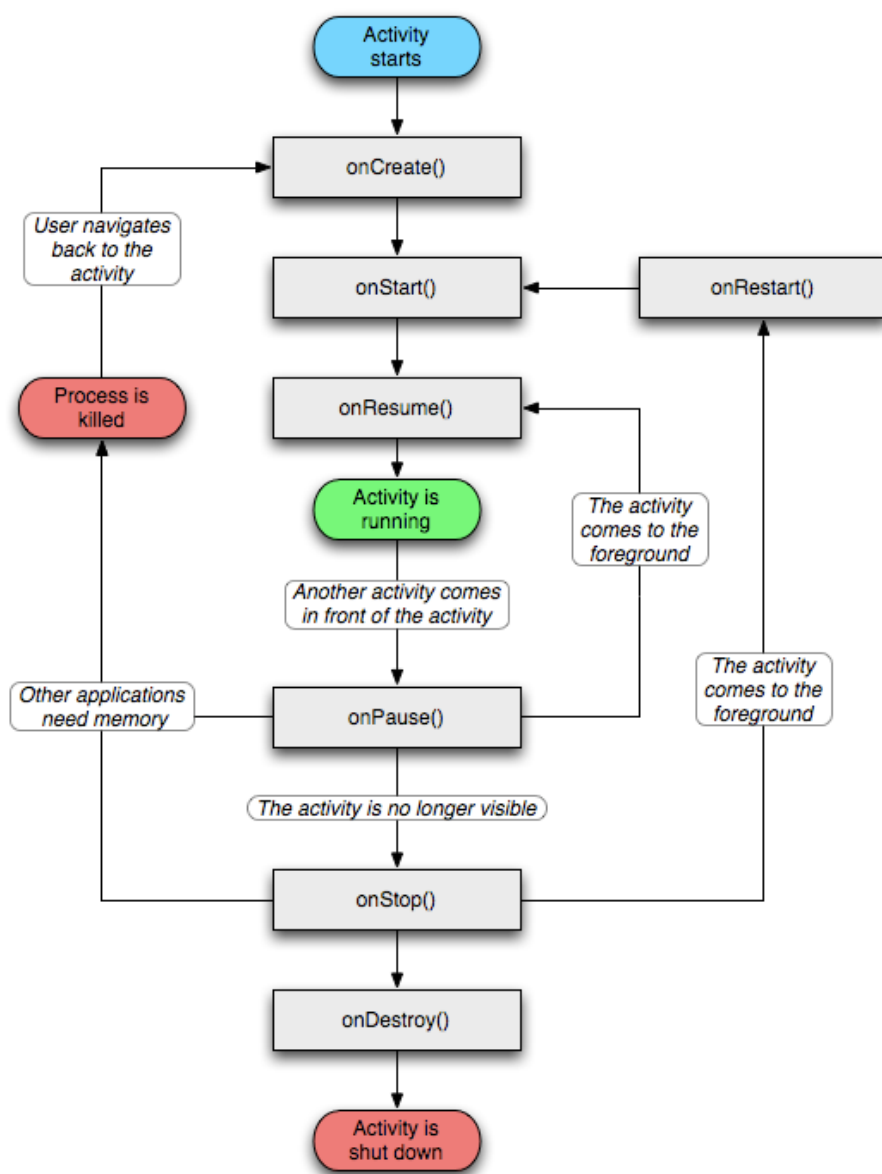 Activity
starts
onCreate()
User navigates
back to the
activity
onStart()
onRestart()
Process is
killed
onResume()
Activity is
running
The activity
comes to the
foreground
Another activity comes
in front of the activity
The activity
comes to the
foreground
Other applications
need memory
onPause()
The activity is no longer visible
onStop()
onDestroy()
Activity is
shut down